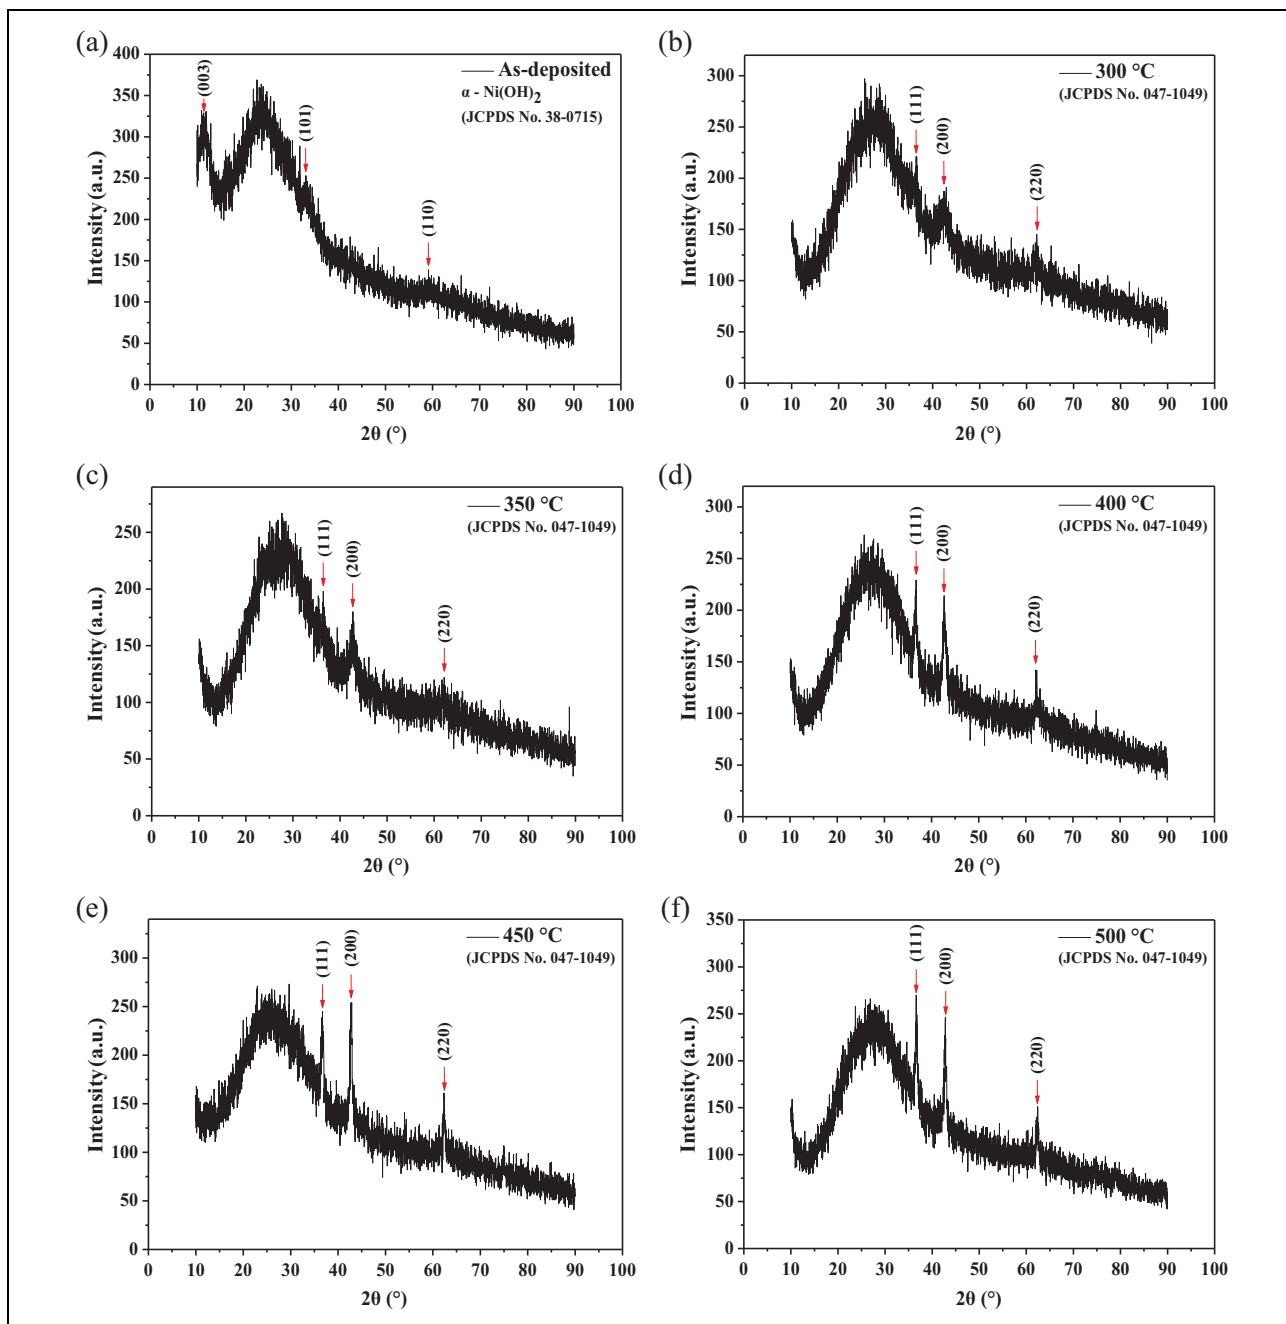 (a)
As-deposited
α - Ni(OH)2
(JCPDS No. 38-0715)
(003)
(101)
(110)
400
350
300
250
200
150
100
50
0
Intensity (a.u.)
0 10 20 30 40 50 60 70 80 90 100
2θ (°)
(b)
300 °C
(JCPDS No. 047-1049)
(111)
(200)
(220)
300
250
200
150
100
50
0
Intensity (a.u.)
0 10 20 30 40 50 60 70 80 90 100
2θ (°)
(c)
350 °C
(JCPDS No. 047-1049)
(111)
(200)
(220)
250
200
150
100
50
0
Intensity (a.u.)
0 10 20 30 40 50 60 70 80 90 100
2θ (°)
(d)
400 °C
(JCPDS No. 047-1049)
(111)
(200)
(220)
300
250
200
150
100
50
0
Intensity (a.u.)
0 10 20 30 40 50 60 70 80 90 100
2θ (°)
(e)
450 °C
(JCPDS No. 047-1049)
(111)
(200)
(220)
300
250
200
150
100
50
0
Intensity (a.u.)
0 10 20 30 40 50 60 70 80 90 100
2θ (°)
(f)
500 °C
(JCPDS No. 047-1049)
(111)
(200)
(220)
350
300
250
200
150
100
50
0
Intensity (a.u.)
0 10 20 30 40 50 60 70 80 90 100
2θ (°)